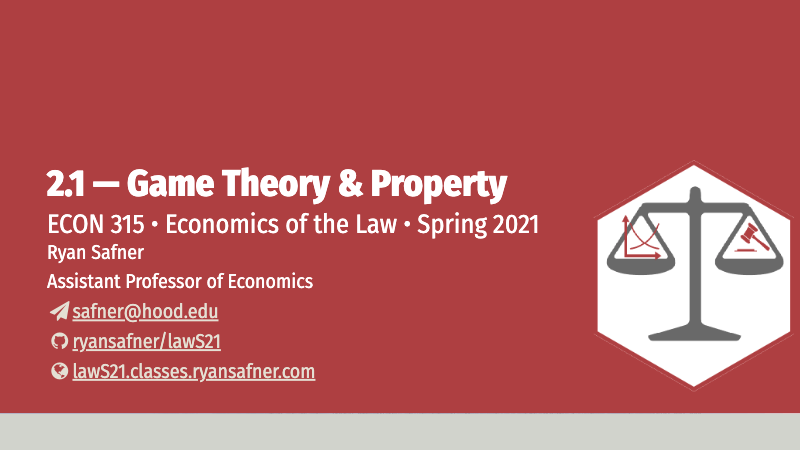 2.1 — Game Theory & Property
ECON 315 • Economics of the Law • Spring 2021
Ryan Safner
Assistant Professor of Economics
safner@hood.edu
ryansafner/lawS21
lawS21.classes.ryansafner.com